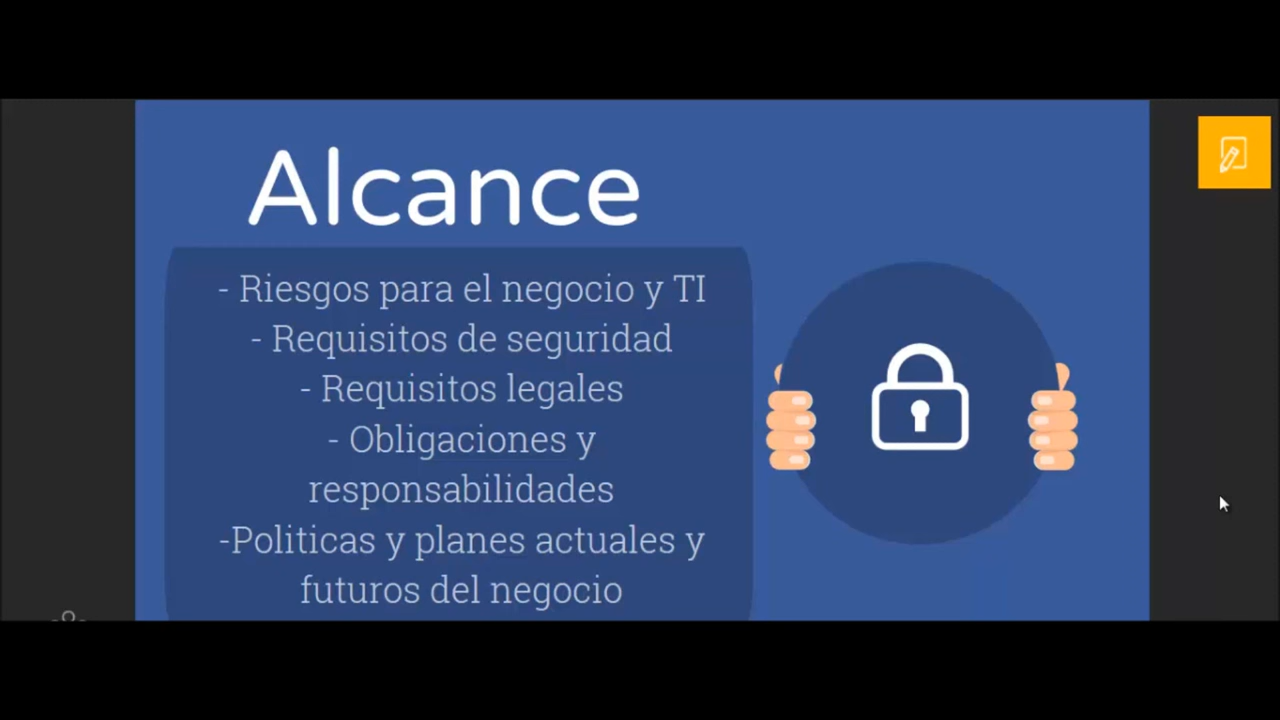 Alcance
- Riesgos para el negocio y TI
- Requisitos de seguridad
- Requisitos legales
- Obligaciones y
responsabilidades
-Politicas y planes actuales y
futuros del negocio